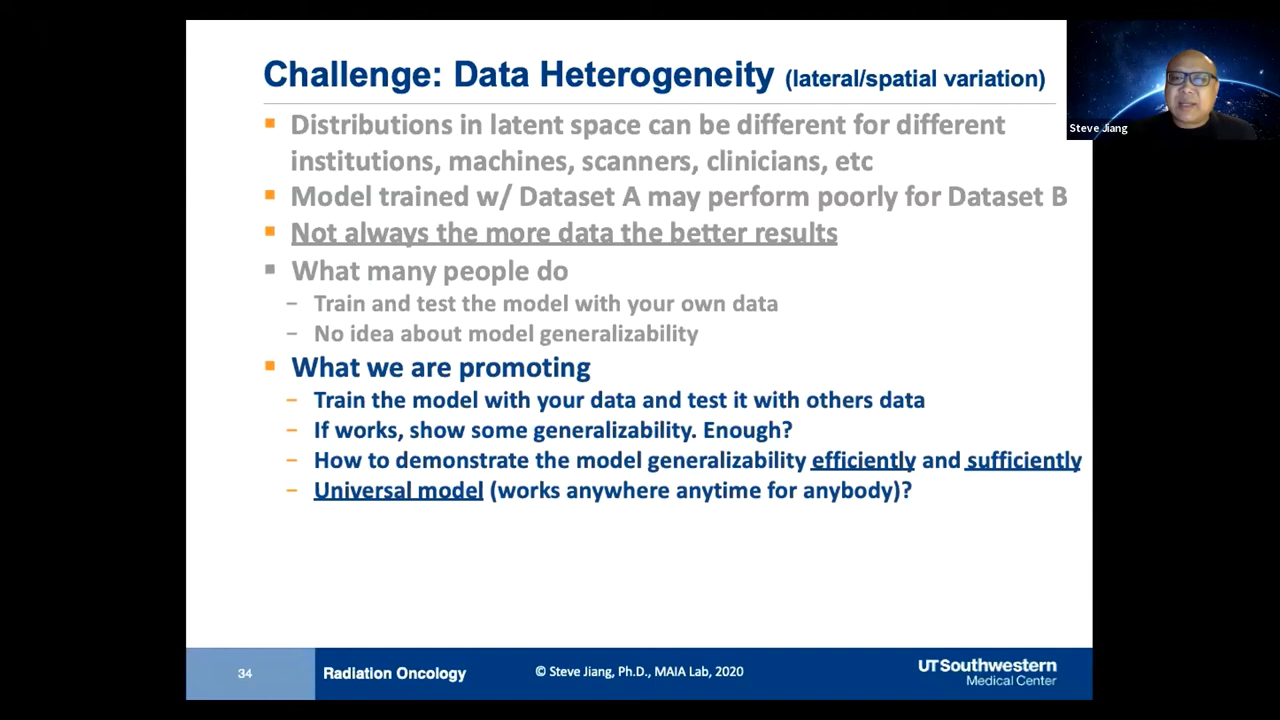 Challenge: Data Heterogeneity (lateral/spatial variation)
Steve Jiang
Distributions in latent space can be different for different
institutions, machines, scanners, clinicians, etc
Model trained w/ Dataset A may perform poorly for Dataset B
Not always the more data the better results
What many people do
− Train and test the model with your own data
− No idea about model generalizability
What we are promoting
− Train the model with your data and test it with others data
− If works, show some generalizability. Enough?
− How to demonstrate the model generalizability efficiently and sufficiently
− Universal model (works anywhere anytime for anybody)?
34
Radiation Oncology
© Steve Jiang, Ph.D., MAIA Lab, 2020
UTSouthwestern
Medical Center